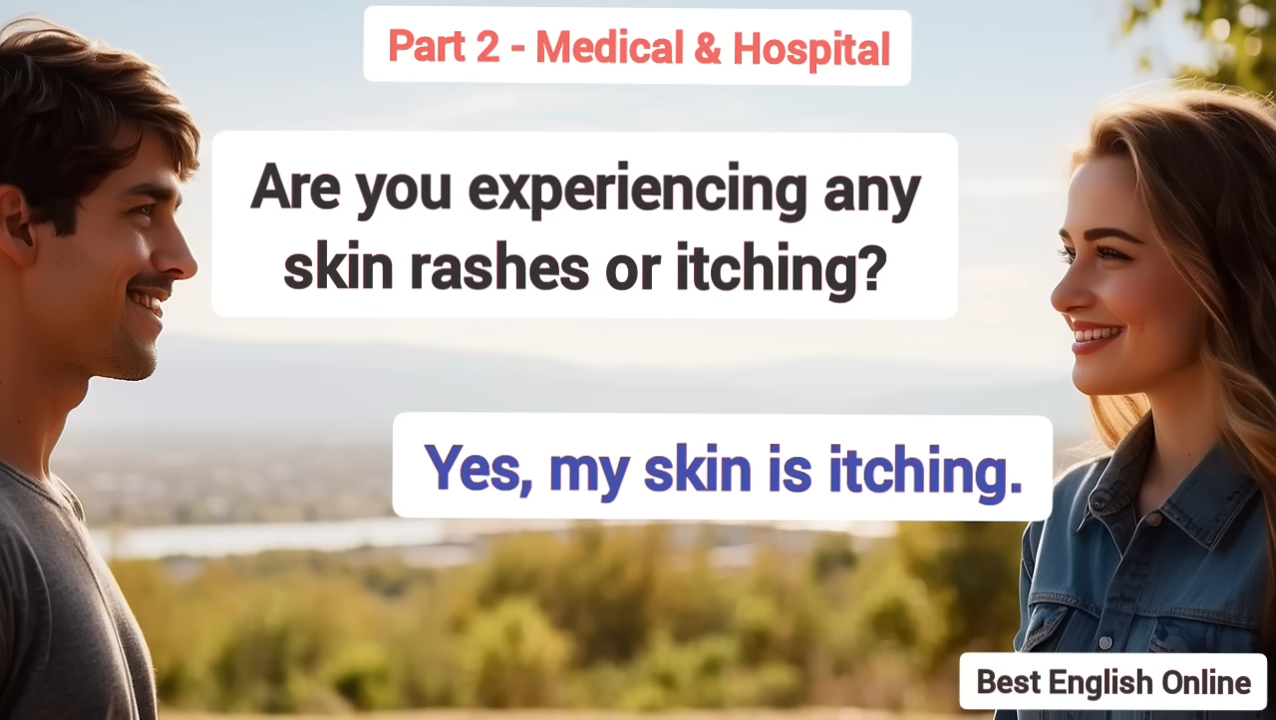 Part 2 - Medical & Hospital
Are you experiencing any
skin rashes or itching?
Yes, my skin is itching.
Best English Online